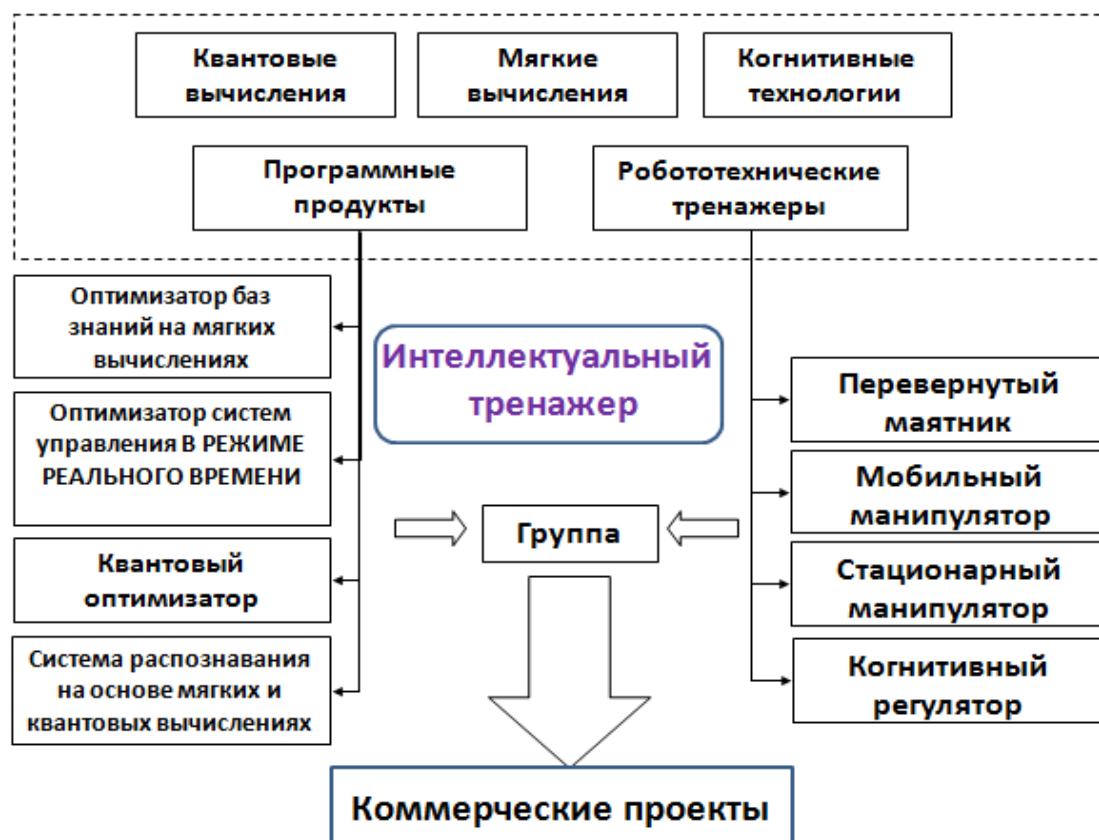 Квантовые
вычисления
Мягкие
вычисления
Когнитивные
технологии
Программные
продукты
Робототехнические
тренажеры
Оптимизатор баз
знаний на мягких
вычислениях
Оптимизатор систем
управления В РЕЖИМЕ
РЕАЛЬНОГО ВРЕМЕНИ
Квантовый
оптимизатор
Система распознавания
на основе мягких и
квантовых вычислениях
Интеллектуальный
тренажер
Группа
Перевернутый
маятник
Мобильный
манипулятор
Стационарный
манипулятор
Когнитивный
регулятор
Коммерческие проекты